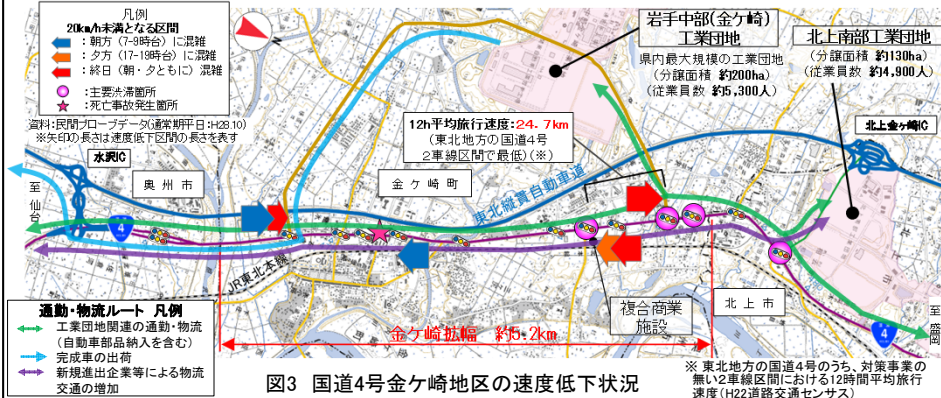 凡例
20km/h未満となる区間
：朝方（7-9時台）に混雑
：夕方（17-19時台）に混雑
：終日（朝・夕ともに）混雑
：主要渋滞箇所
：死亡事故発生箇所
資料：民間プローブデータ（通常期平日：H28.10）
※矢印の長さは速度低下区間の長さを表す
岩手中部(金ケ崎)
工業団地
県内最大規模の工業団地
（分譲面積 約200ha）
（従業員数 約5,300人）
北上南部工業団地
（分譲面積 約130ha）
（従業員数 約4,900人）
12h平均旅行速度：24.7km
（東北地方の国道4号
2車線区間で最低）（※）
北上金ケ崎IC
水沢IC
奥州市
金ケ崎町
東北縦貫自動車道
至
仙台
4
JR東北本線
複合商業
施設
北上市
4
至
盛岡
金ケ崎拡幅　約5.2km
通勤・物流ルート 凡例
工業団地関連の通勤・物流
（自動車部品納入を含む）
完成車の出荷
新規進出企業等による物流
交通の増加
図3 国道4号金ケ崎地区の速度低下状況
※ 東北地方の国道4号のうち、対策事業の
無い2車線区間における12時間平均旅行
速度（H22道路交通センサス）